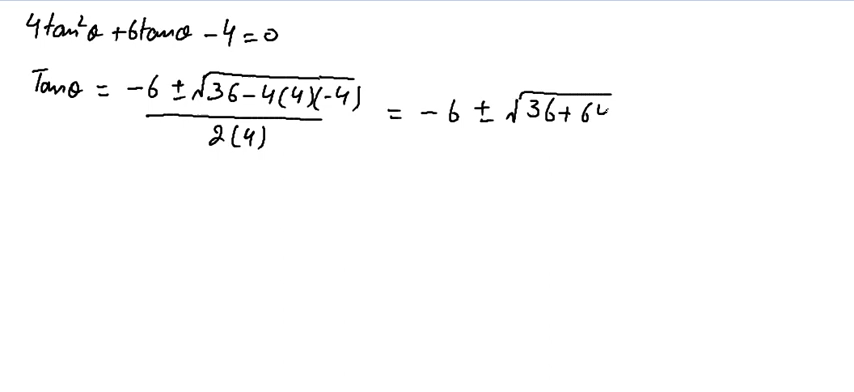 4tan²θ + 6tanθ - 4 = 0
Tanθ = -6 ± √36 - 4(4)(-4) / 2(4) = -6 ± √36 + 64